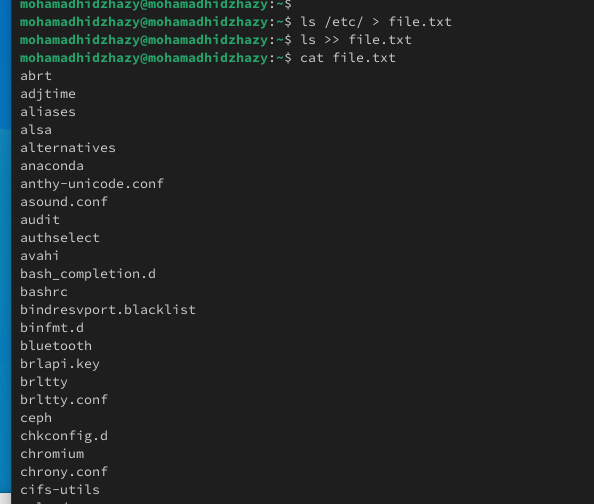 mohamadhidzhazy@mohamadhidzhazy:~$
mohamadhidzhazy@mohamadhidzhazy:~$ ls /etc/ > file.txt
mohamadhidzhazy@mohamadhidzhazy:~$ ls >> file.txt
mohamadhidzhazy@mohamadhidzhazy:~$ cat file.txt
abrt
adjtime
aliases
alsa
alternatives
anaconda
anthy-unicode.conf
asound.conf
audit
authselect
avahi
bash_completion.d
bashrc
bindresvport.blacklist
binfmt.d
bluetooth
brlapi.key
brltty
brltty.conf
ceph
chkconfig.d
chromium
chrony.conf
cifs-utils